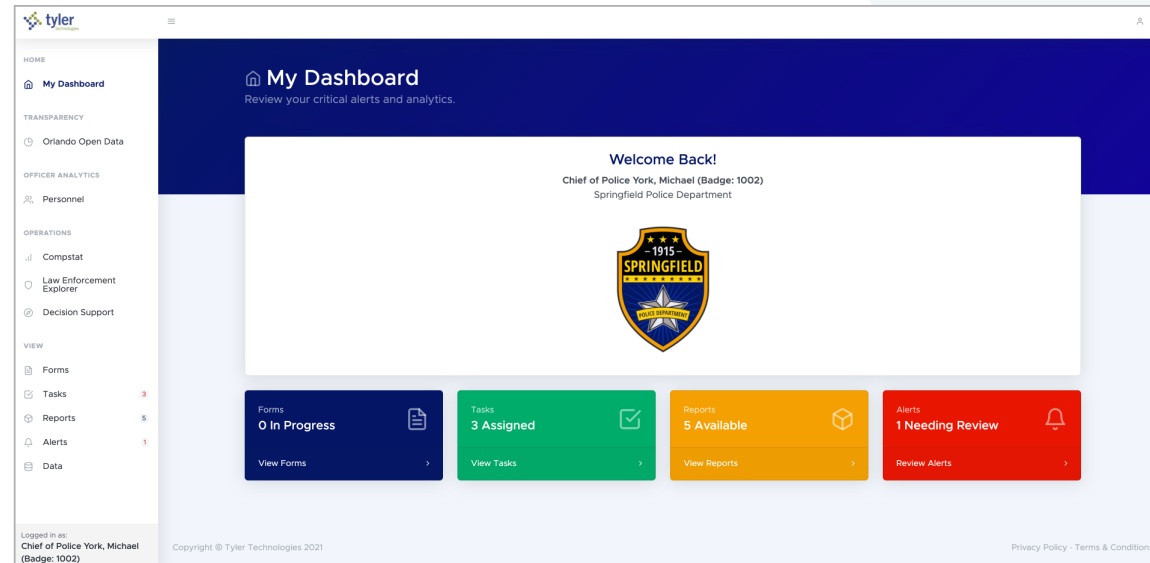 tyler
technologies
HOME
My Dashboard
TRANSPARENCY
Orlando Open Data
OFFICER ANALYTICS
Personnel
OPERATIONS
Compstat
Law Enforcement
Explorer
Decision Support
VIEW
Forms
Tasks 3
Reports 5
Alerts 1
Data
Logged in as:
Chief of Police York, Michael
(Badge: 1002)
My Dashboard
Review your critical alerts and analytics.
Welcome Back!
Chief of Police York, Michael (Badge: 1002)
Springfield Police Department
- 1915 -
SPRINGFIELD
POLICE DEPARTMENT
Forms
0 In Progress
View Forms
Tasks
3 Assigned
View Tasks
Reports
5 Available
View Reports
Alerts
1 Needing Review
Review Alerts
Copyright © Tyler Technologies 2021
Privacy Policy - Terms & Condition